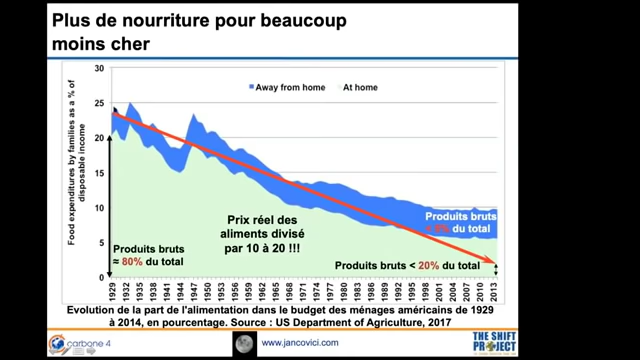 Plus de nourriture pour beaucoup
moins cher
Away from home
At home
Food expenditures by families as a % of
disposable income
30
25
20
15
10
5
0
Prix réel des
aliments divisé
par 10 à 20 !!!
Produits bruts
≈ 80% du total
Produits bruts
du total
Produits bruts < 20% du total
1929
1932
1935
1938
1941
1944
1947
1950
1953
1956
1959
1962
1965
1968
1971
1974
1977
1980
1983
1986
1989
1992
1995
1998
2001
2004
2007
2010
2013
Evolution de la part de l'alimentation dans le budget des ménages américains de 1929
à 2014, en pourcentage. Source : US Department of Agriculture, 2017
carbone 4
www.jancovici.com
THE SHIFT
PROJECT